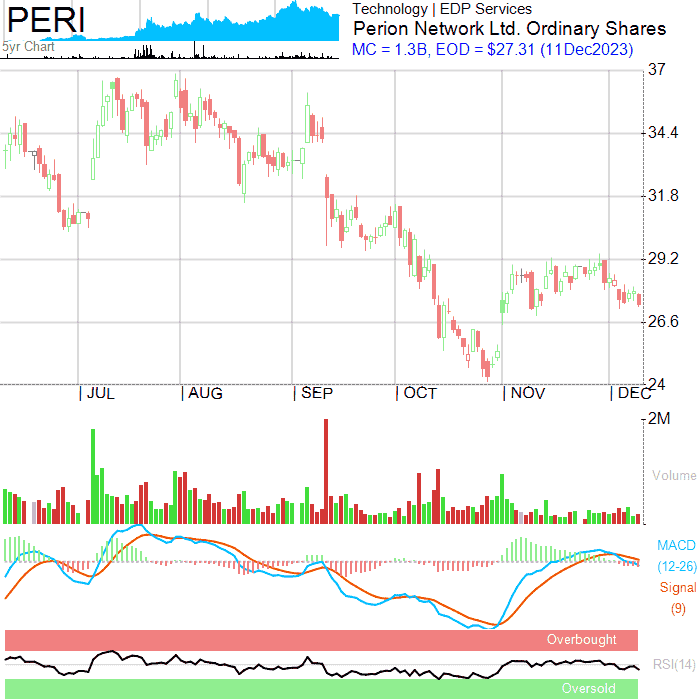 PERI
5yr Chart
Technology | EDP Services
Perion Network Ltd. Ordinary Shares
MC = 1.3B, EOD = $27.31 (11Dec2023)
37
34.4
31.8
29.2
26.6
24
| JUL | AUG | SEP | OCT | NOV | DEC
2M
Volume
MACD
(12-26)
Signal
(9)
Overbought
RSI(14)
Oversold